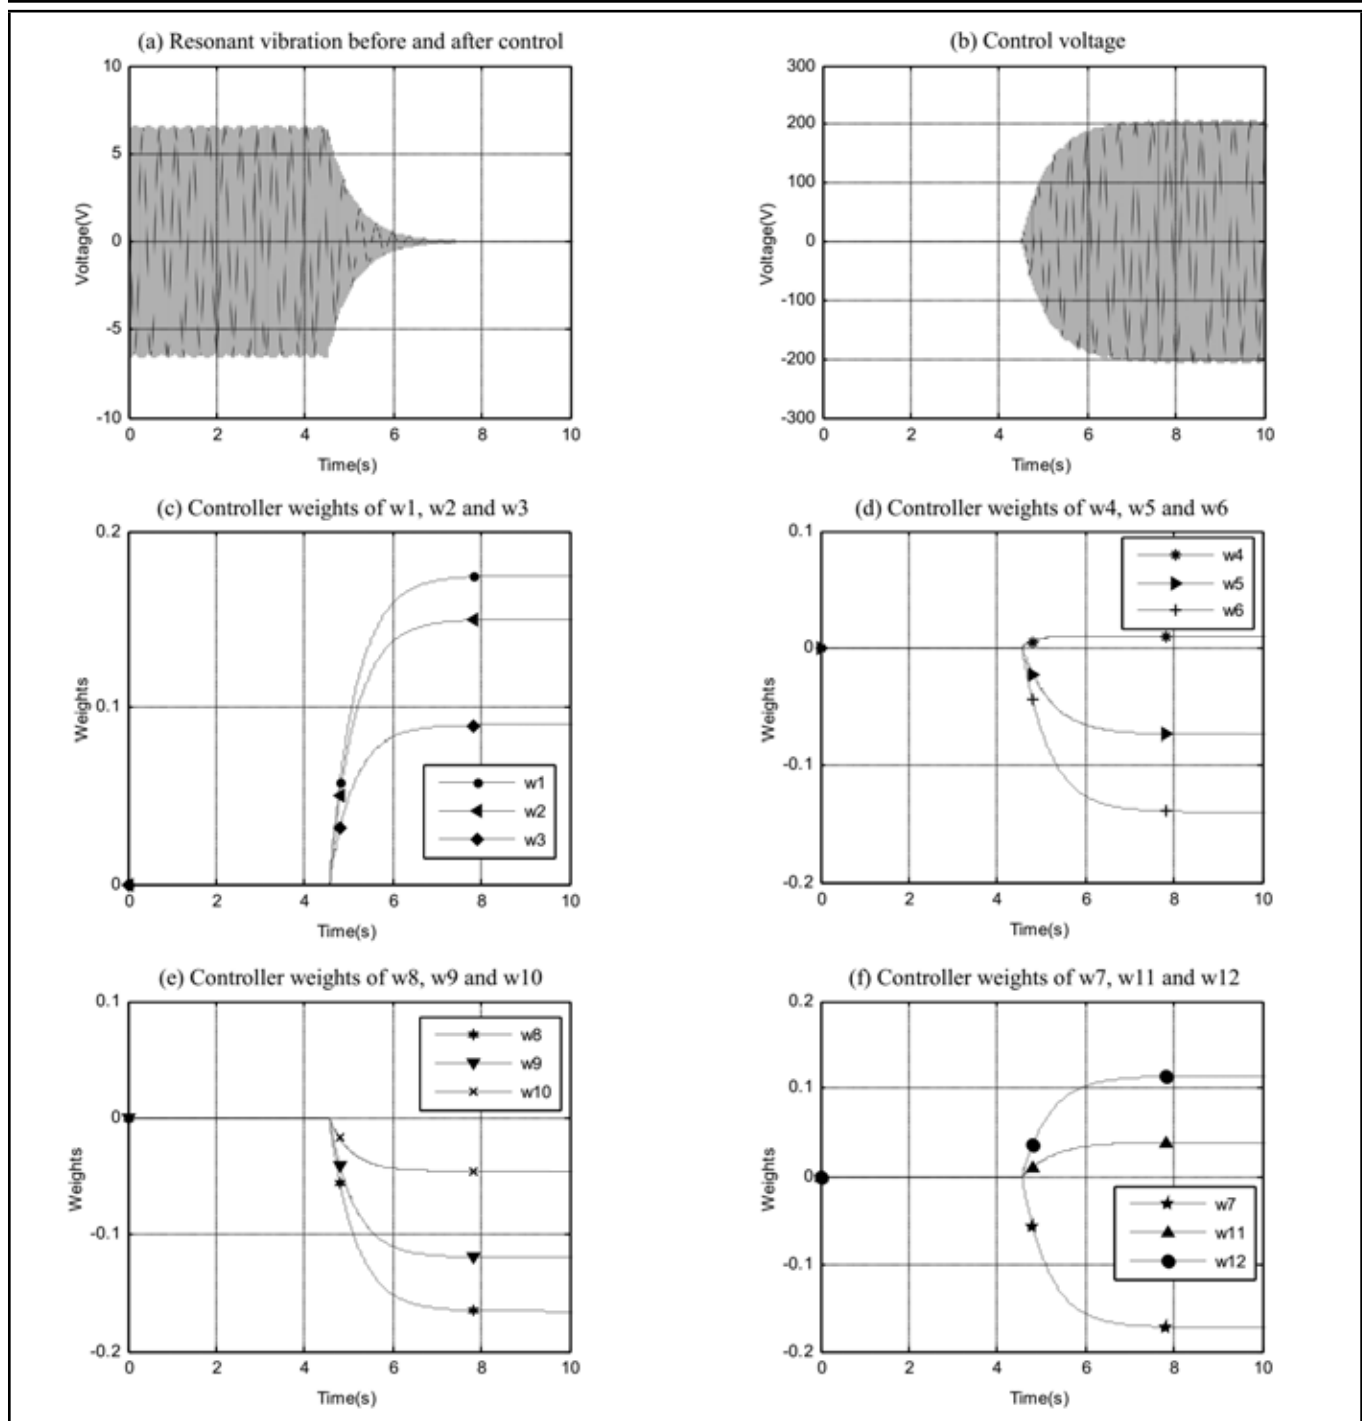 (a) Resonant vibration before and after control
10
5
0
-5
-10
Voltage(V)
0 2 4 6 8 10
Time(s)
(b) Control voltage
300
200
100
0
-100
-200
-300
Voltage(V)
0 2 4 6 8 10
Time(s)
(c) Controller weights of w1, w2 and w3
0.2
0.1
0
Weights
w1
w2
w3
0 2 4 6 8 10
Time(s)
(d) Controller weights of w4, w5 and w6
0.1
0
-0.1
-0.2
Weights
w4
w5
w6
0 2 4 6 8 10
Time(s)
(e) Controller weights of w8, w9 and w10
0.1
0
-0.1
-0.2
Weights
w8
w9
w10
0 2 4 6 8 10
Time(s)
(f) Controller weights of w7, w11 and w12
0.2
0.1
0
-0.1
-0.2
Weights
w7
w11
w12
0 2 4 6 8 10
Time(s)